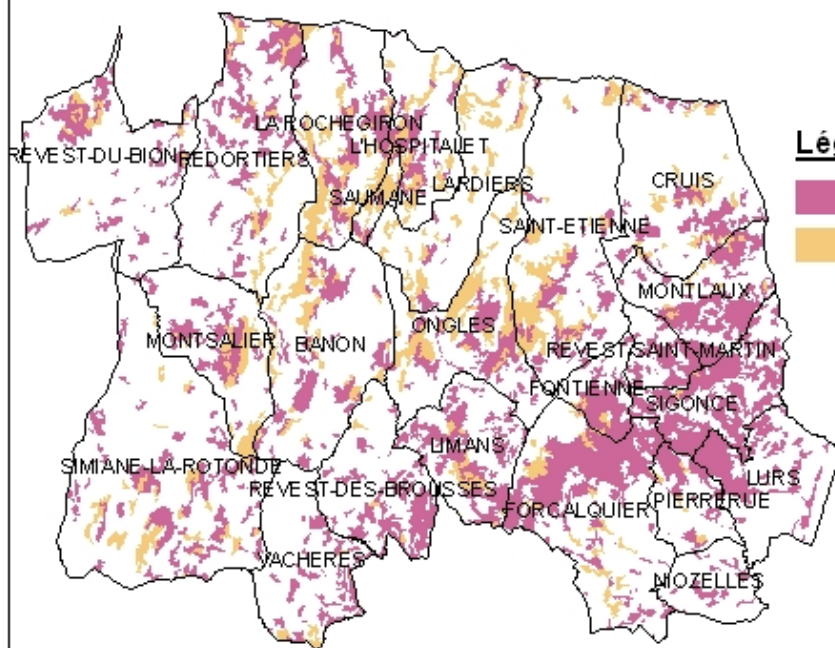 LA ROCHEGIRON
L'HOSPITALET
REVEST-DU-BION
REDORTIERS
SAUMANE
LARDIERS
CRUIS
SAINT-ETIENNE
MONTLAUX
MONTSALIER
BANON
ONGLES
REVEST-SAINT-MARTIN
FONTIENNE
SIGONCE
LIMANS
SIMIANE-LA-ROTONDE
REVEST-DES-BROUSSES
LURS
FORCALQUIER
PIERRERUE
VACHERES
NIOZELLES
Lé